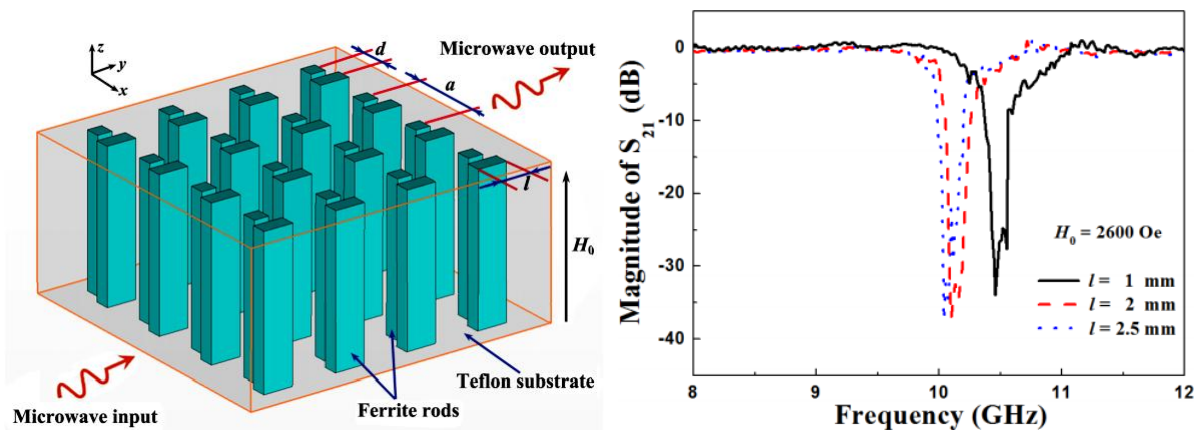 z
y
x
d
a
Microwave output
l
H0
Teflon substrate
Ferrite rods
Microwave input
Magnitude of S21 (dB)
0
-10
-20
-30
-40
H0 = 2600 Oe
l = 1 mm
l = 2 mm
l = 2.5 mm
8 9 10 11 12
Frequency (GHz)